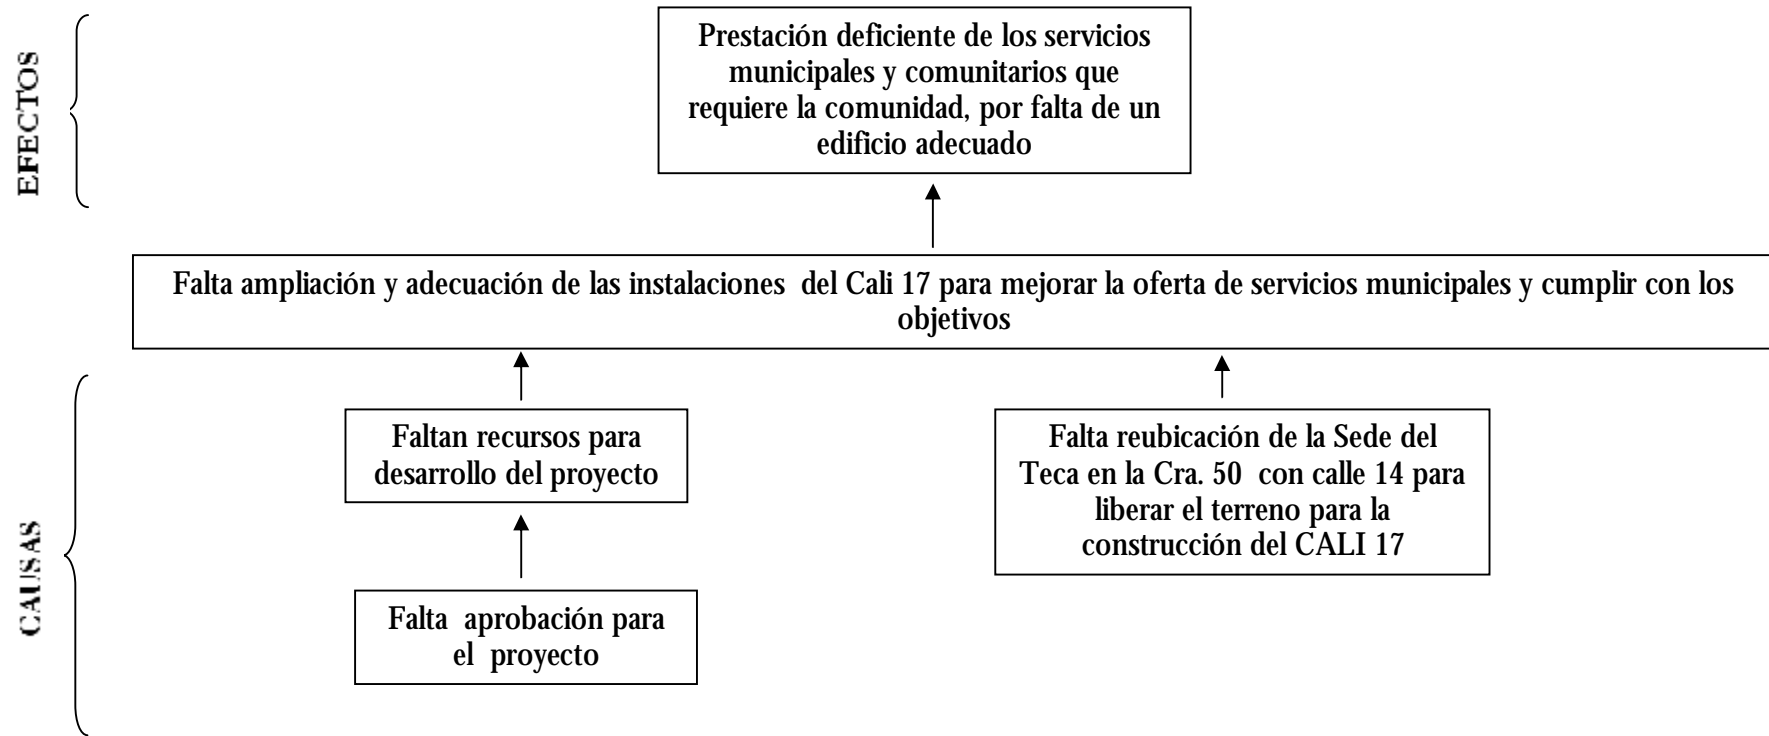 EFECTOS
Prestación deficiente de los servicios
municipales y comunitarios que
requiere la comunidad, por falta de un
edificio adecuado
Falta ampliación y adecuación de las instalaciones del Cali 17 para mejorar la oferta de servicios municipales y cumplir con los
objetivos
CAUSAS
Faltan recursos para
desarrollo del proyecto
Falta reubicación de la Sede del
Teca en la Cra. 50 con calle 14 para
liberar el terreno para la
construcción del CALI 17
Falta aprobación para
el proyecto